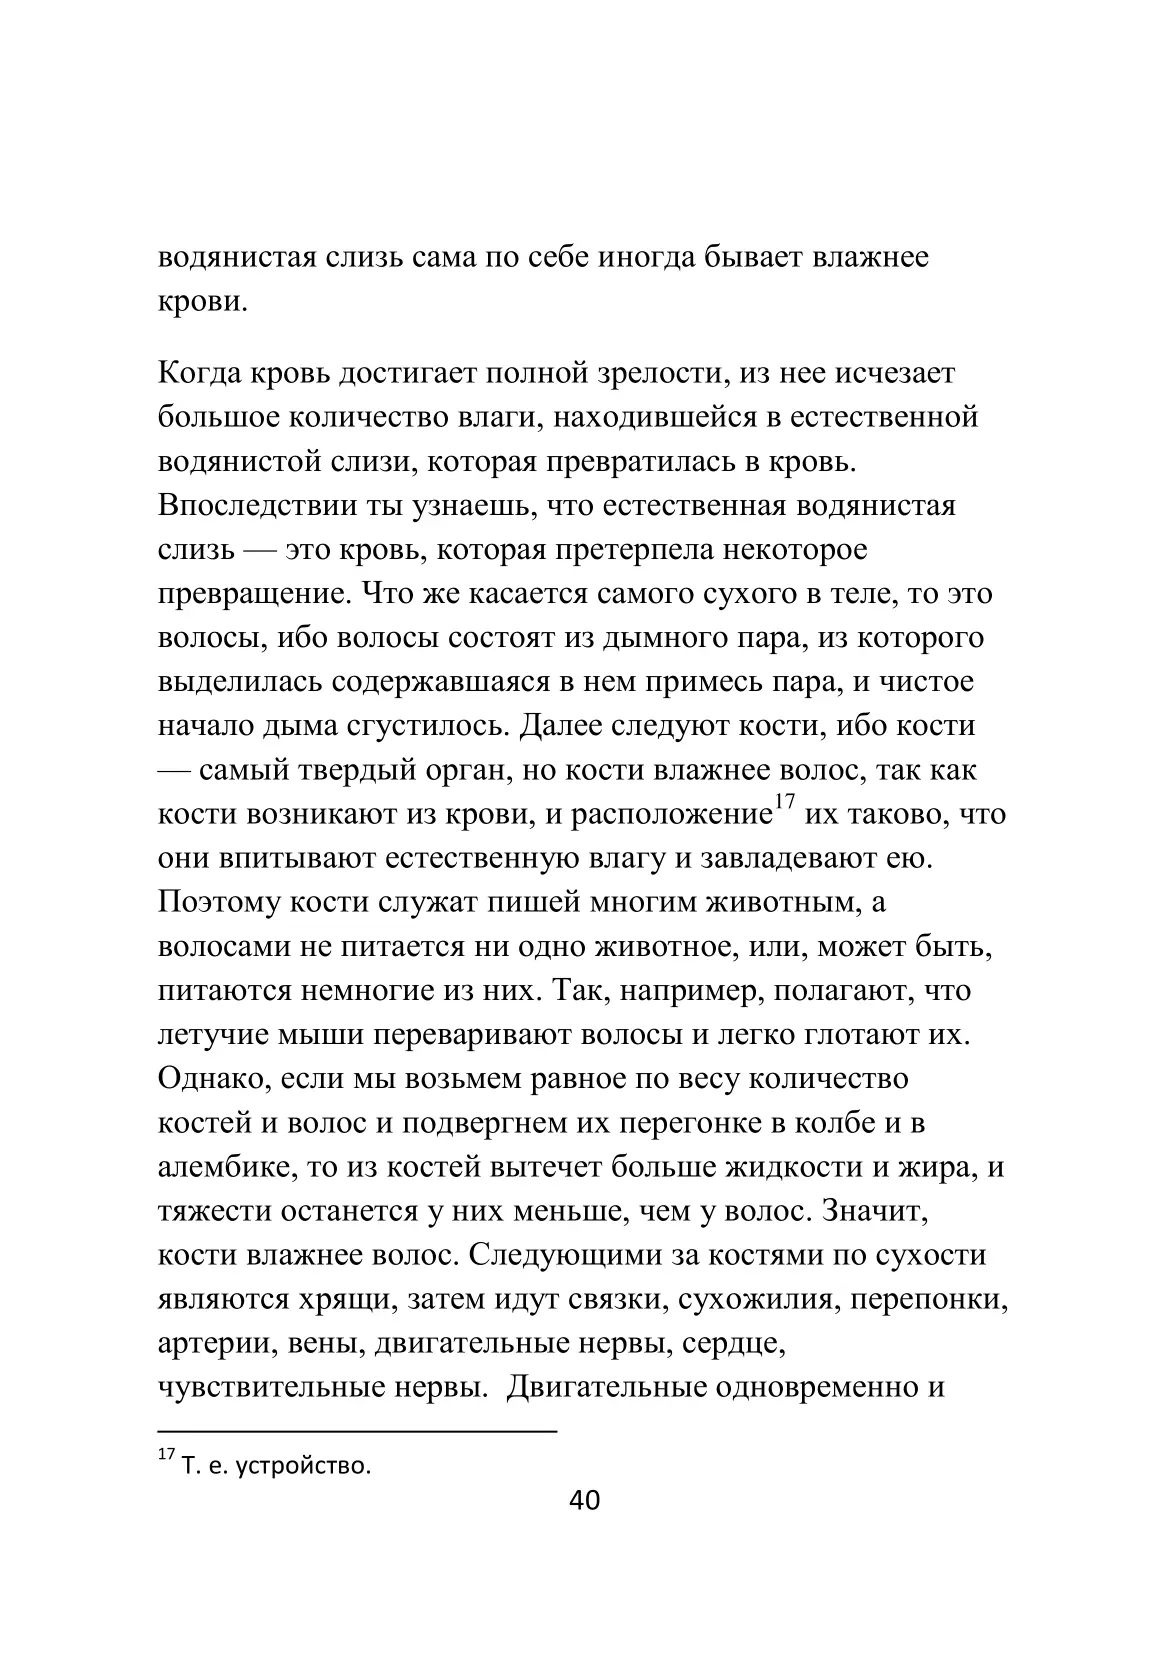 водянистая слизь сама по себе иногда бывает влажнее
крови.
Когда кровь достигает полной зрелости, из нее исчезает
большое количество влаги, находившейся в естественной
водянистой слизи, которая превратилась в кровь.
Впоследствии ты узнаешь, что естественная водянистая
слизь — это кровь, которая претерпела некоторое
превращение. Что же касается самого сухого в теле, то это
волосы, ибо волосы состоят из дымного пара, из которого
выделилась содержавшаяся в нем примесь пара, и чистое
начало дыма сгустилось. Далее следуют кости, ибо кости
— самый твердый орган, но кости влажнее волос, так как
кости возникают из крови, и расположение17 их таково, что
они впитывают естественную влагу и завладевают ею.
Поэтому кости служат пишей многим животным, а
волосами не питается ни одно животное, или, может быть,
питаются немногие из них. Так, например, полагают, что
летучие мыши переваривают волосы и легко глотают их.
Однако, если мы возьмем равное по весу количество
костей и волос и подвергнем их перегонке в колбе и в
алембике, то из костей вытечет больше жидкости и жира, и
тяжести останется у них меньше, чем у волос. Значит,
кости влажнее волос. Следующими за костями по сухости
являются хрящи, затем идут связки, сухожилия, перепонки,
артерии, вены, двигательные нервы, сердце,
чувствительные нервы.  Двигательные одновременно и
17 Т. е. устройство.
40